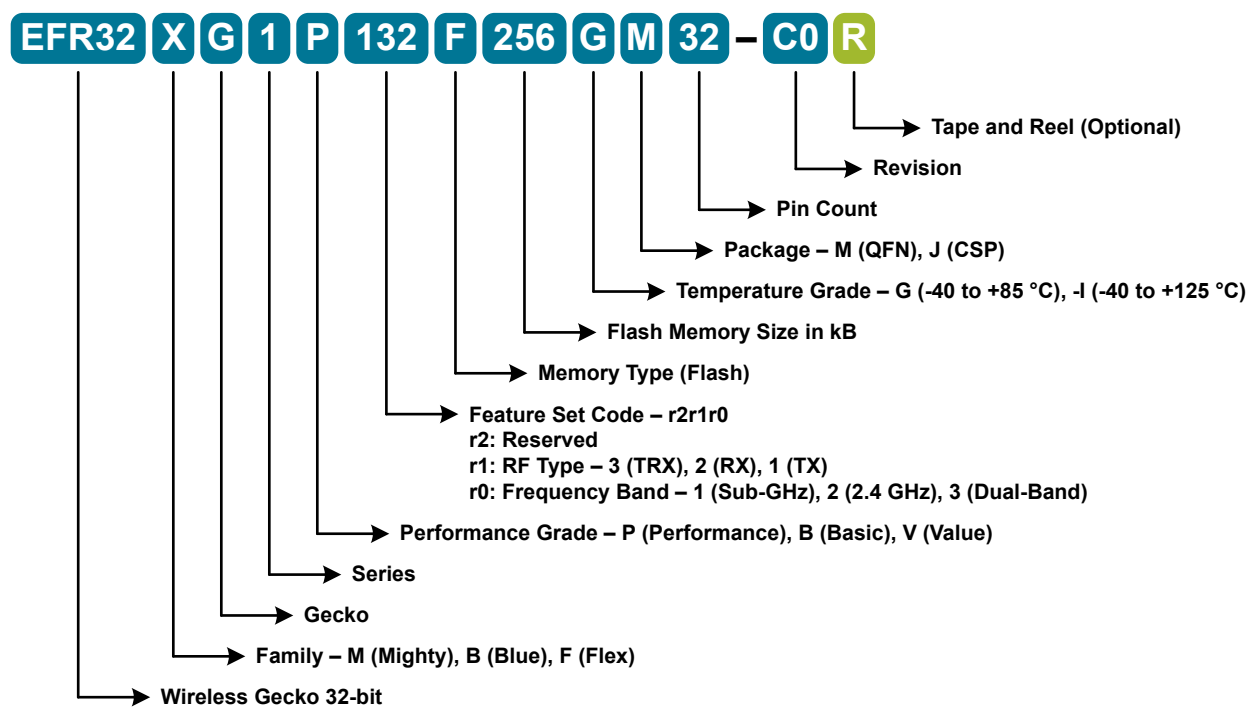 EFR32 X G 1 P 132 F 256 G M 32 – C0 R
Tape and Reel (Optional)
Revision
Pin Count
Package – M (QFN), J (CSP)
Temperature Grade – G (-40 to +85 °C), -I (-40 to +125 °C)
Flash Memory Size in kB
Memory Type (Flash)
Feature Set Code – r2r1r0
r2: Reserved
r1: RF Type – 3 (TRX), 2 (RX), 1 (TX)
r0: Frequency Band – 1 (Sub-GHz), 2 (2.4 GHz), 3 (Dual-Band)
Performance Grade – P (Performance), B (Basic), V (Value)
Series
Gecko
Family – M (Mighty), B (Blue), F (Flex)
Wireless Gecko 32-bit